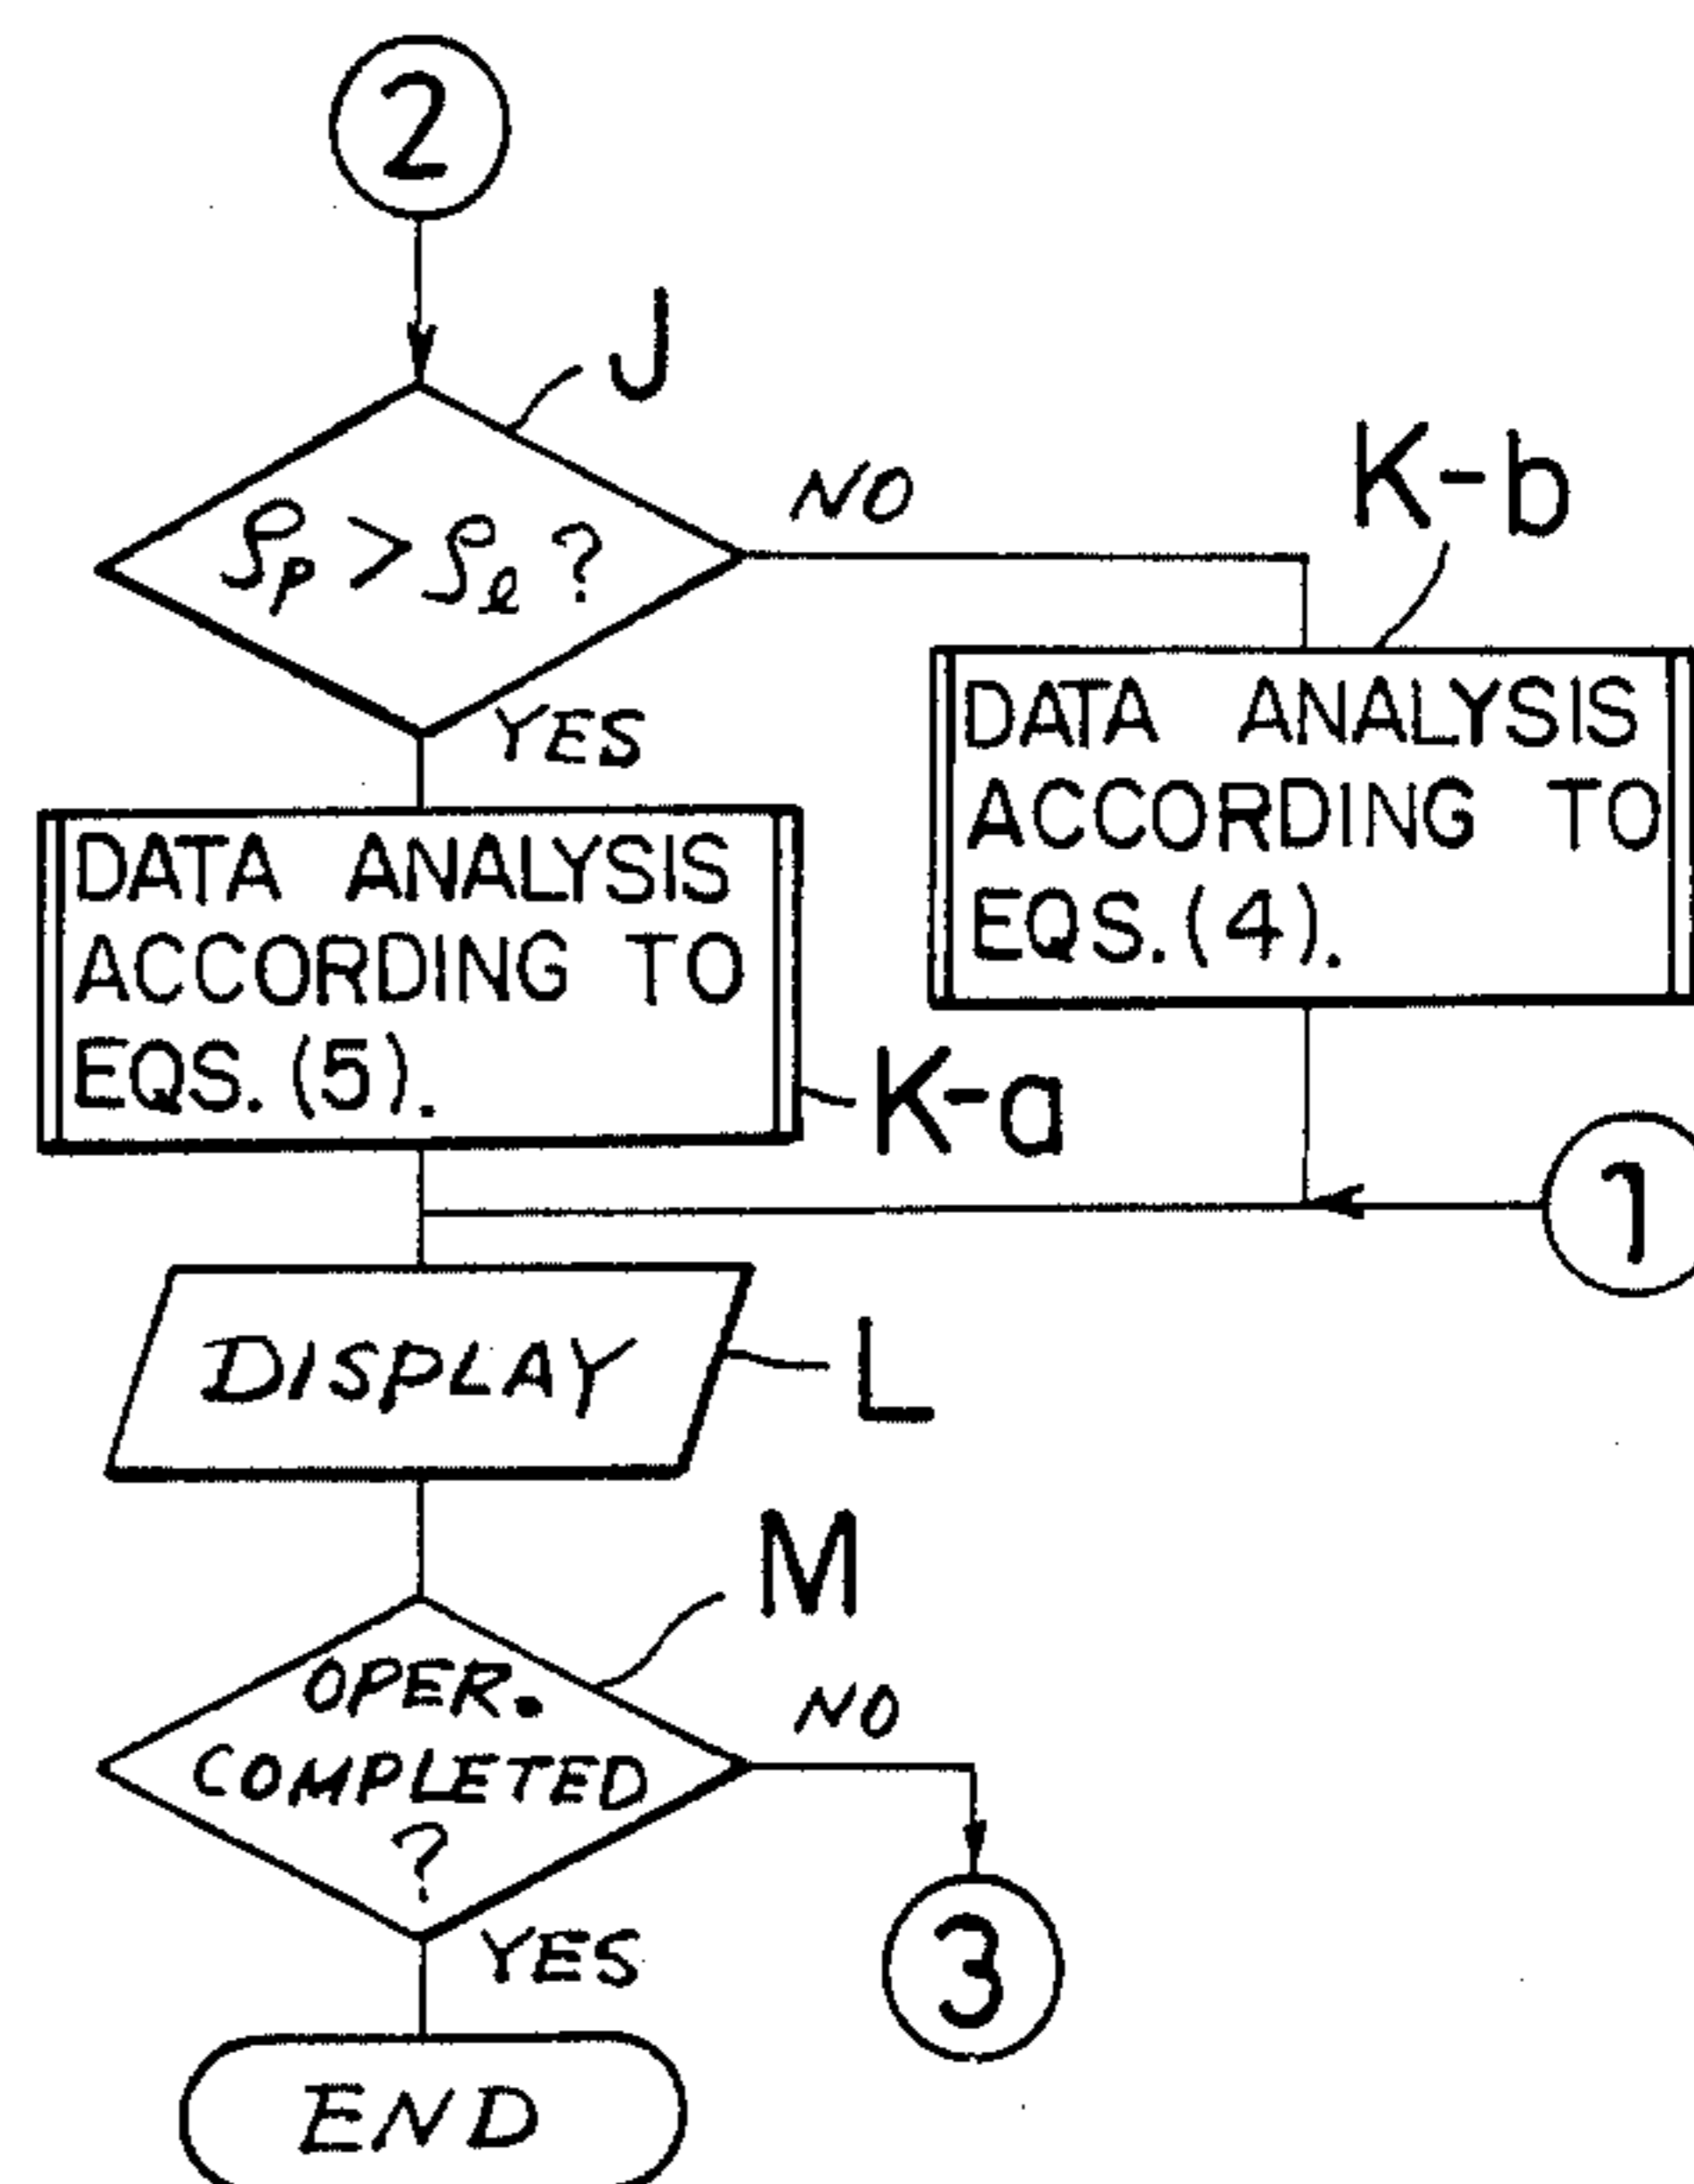 2
J
ρp > ρℓ ?
NO
K-b
YES
DATA ANALYSIS
ACCORDING TO
EQS. (4).
DATA ANALYSIS
ACCORDING TO
EQS. (5).
K-a
1
DISPLAY
L
M
OPER.
COMPLETED
?
NO
YES
3
END